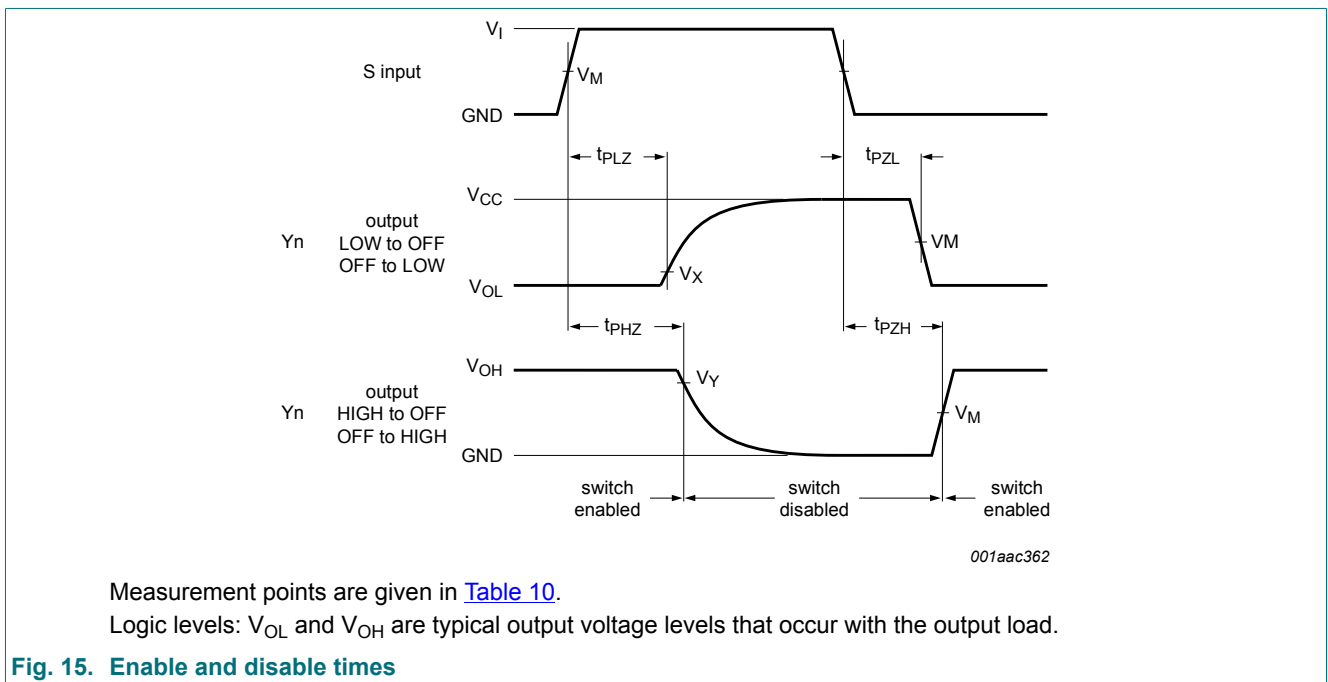 V_I
S input
V_M
GND
t_PLZ
t_PZL
V_CC
output
Yn LOW to OFF
OFF to LOW
VM
V_X
V_OL
t_PHZ
t_PZH
V_OH
V_Y
output
Yn HIGH to OFF
OFF to HIGH
V_M
GND
switch enabled
switch disabled
switch enabled
001aac362
Measurement points are given in Table 10.
Logic levels: V_OL and V_OH are typical output voltage levels that occur with the output load.
Fig. 15. Enable and disable times